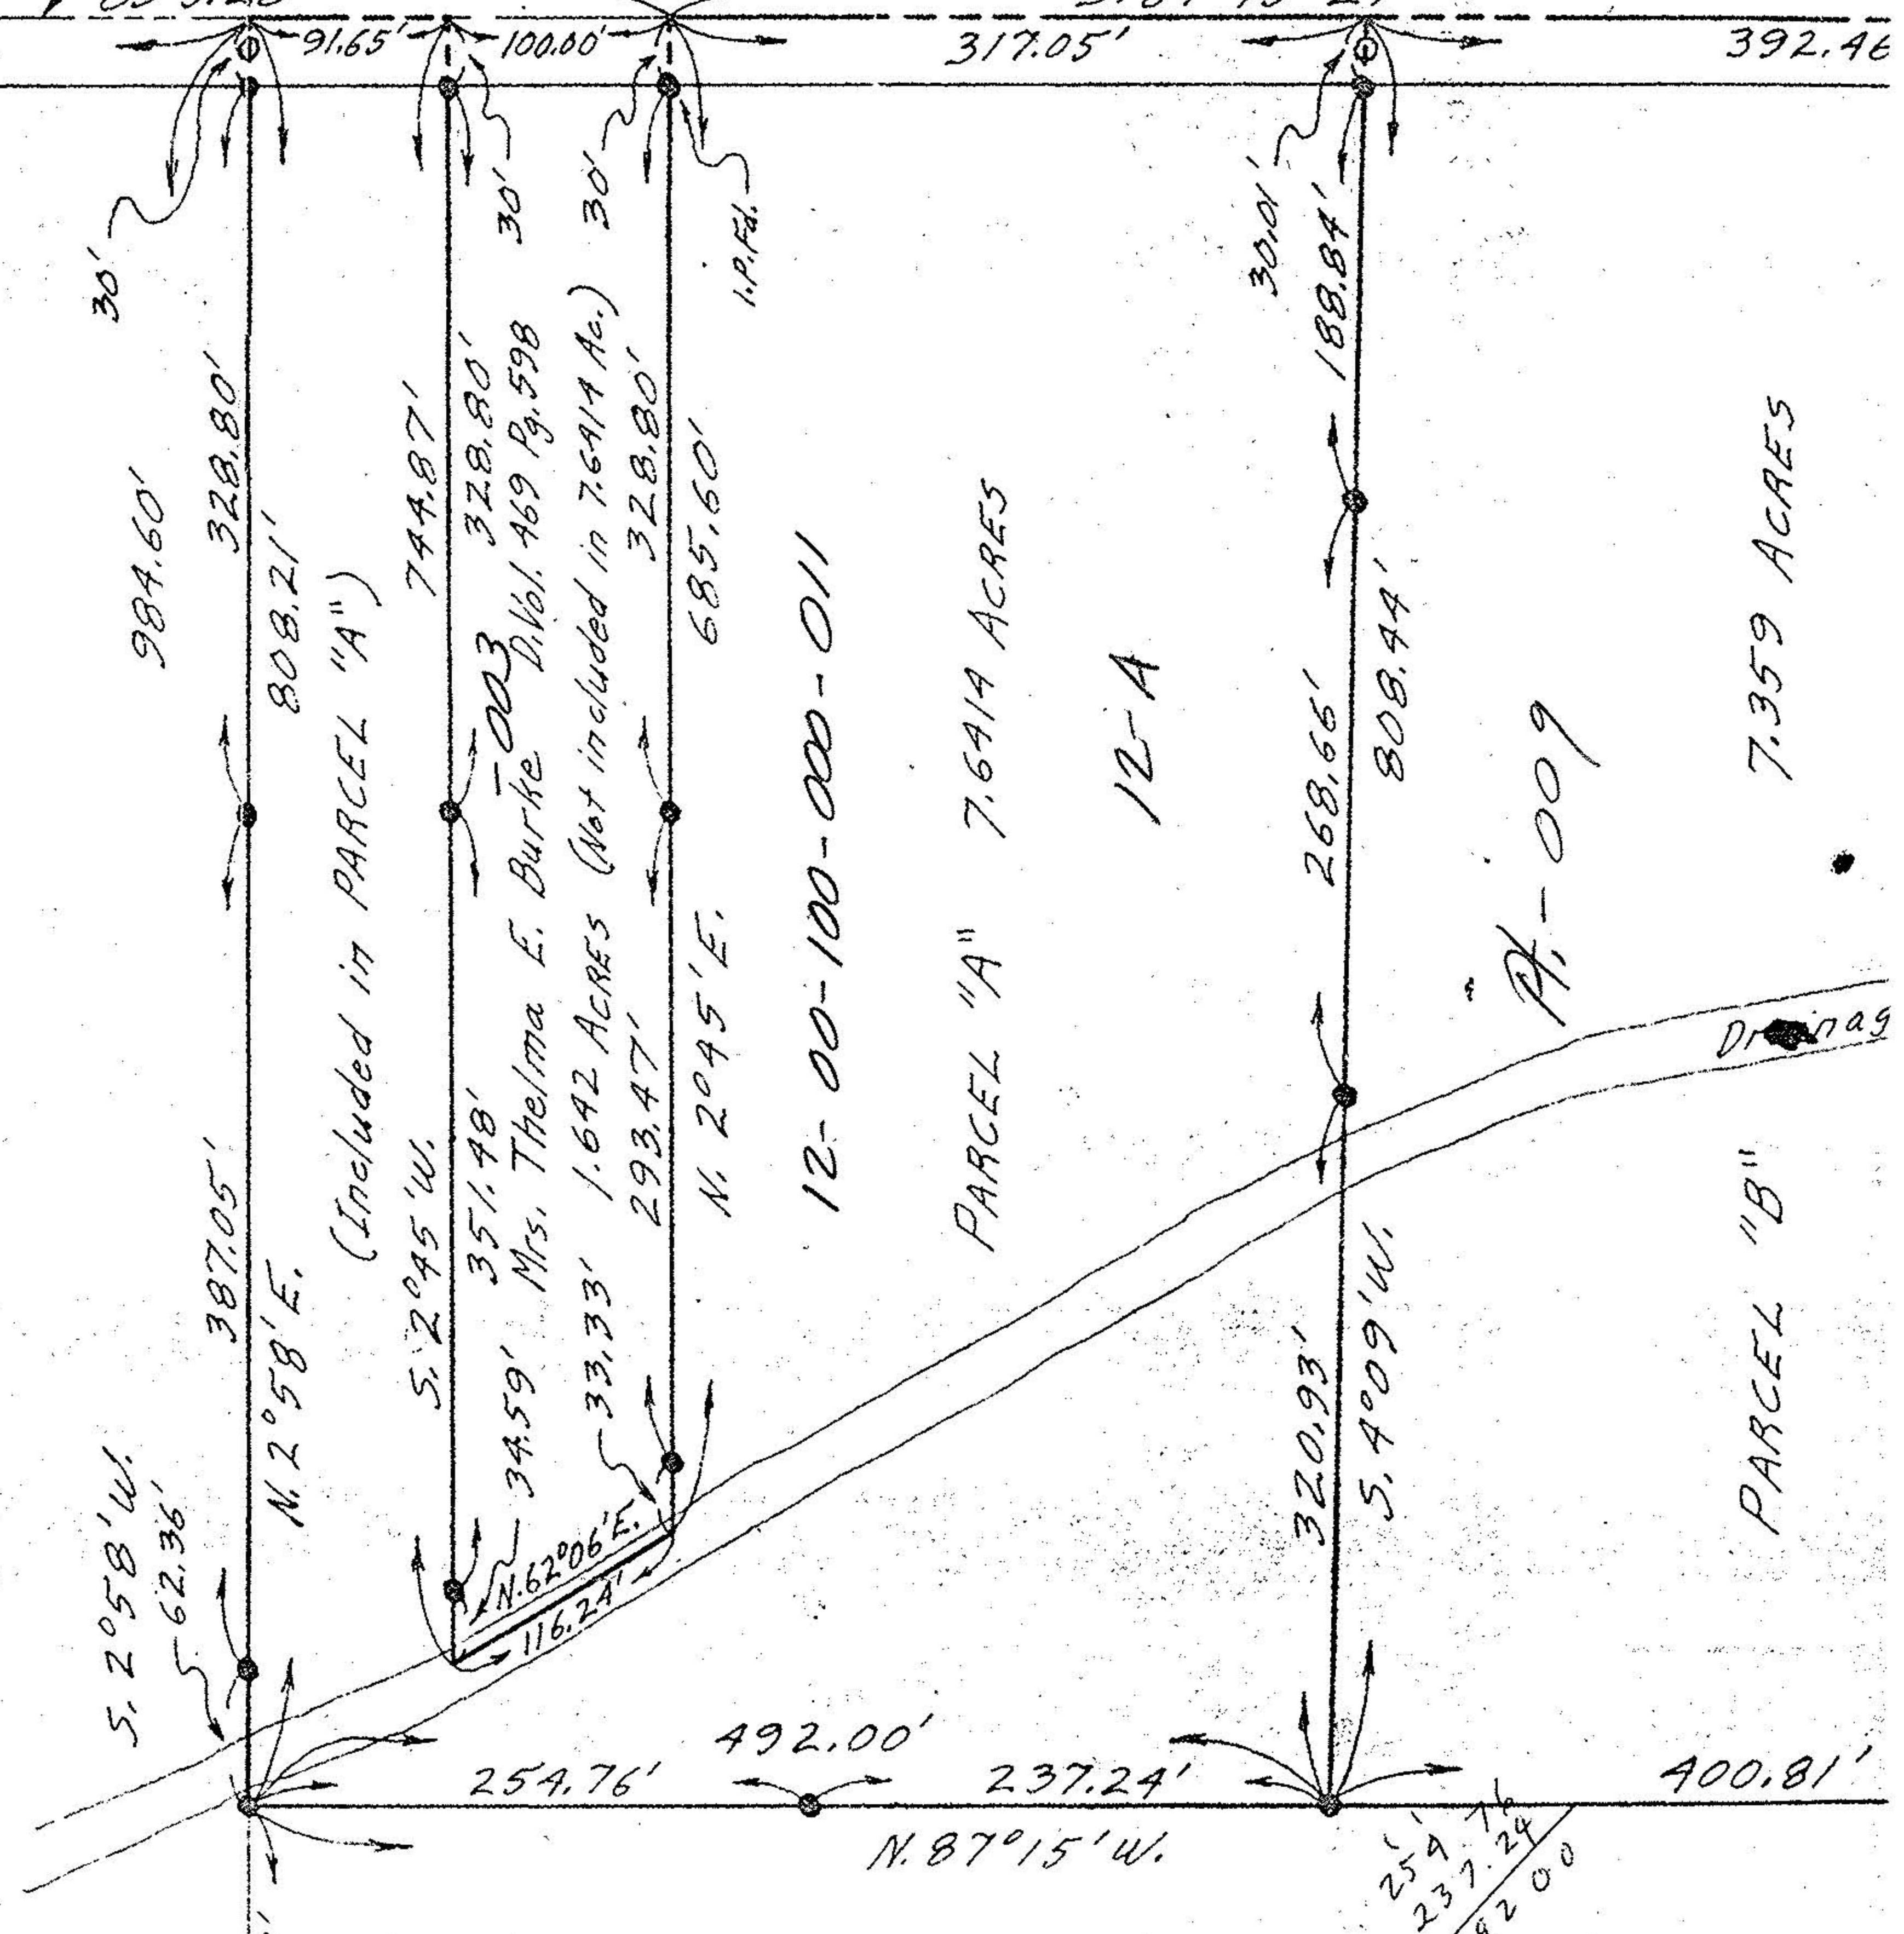 91.65'
100.00'
317.05'
392.46
30'
30'
30'
30.01'
188.84'
I.P.Fd.
984.60'
328.80'
808.21'
(Included in PARCEL "A")
744.87'
328.80'
-003
Mrs. Thelma E. Burke D.Vol. 469 Pg.598
1.642 ACRES (Not included in 7.6414 Ac.)
328.80'
685.60'
12-00-100-000-011
PARCEL "A" 7.6414 ACRES
12-A
268.66'
808.44'
Pt.-009
PARCEL "B" 7.359 ACRES
387.05'
N. 2°58' E.
S. 2°45' W.
351.48'
34.59'
33.33'
293.47'
N. 2°45' E.
320.93'
S. 4°09' W.
S. 2°58' W.
62.36'
N. 62°06' E.
116.24'
492.00'
254.76'
237.24'
400.81'
N. 87°15' W.
254.76
237.24
92 00